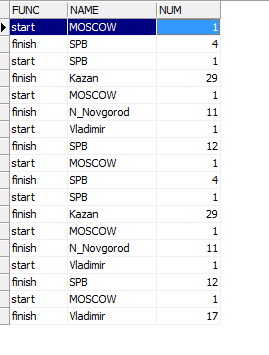 FUNC NAME NUM
start MOSCOW 1
finish SPB 4
start SPB 1
finish Kazan 29
start MOSCOW 1
finish N_Novgorod 11
start Vladimir 1
finish SPB 12
start MOSCOW 1
finish SPB 4
start SPB 1
finish Kazan 29
start MOSCOW 1
finish N_Novgorod 11
start Vladimir 1
finish SPB 12
start MOSCOW 1
finish Vladimir 17